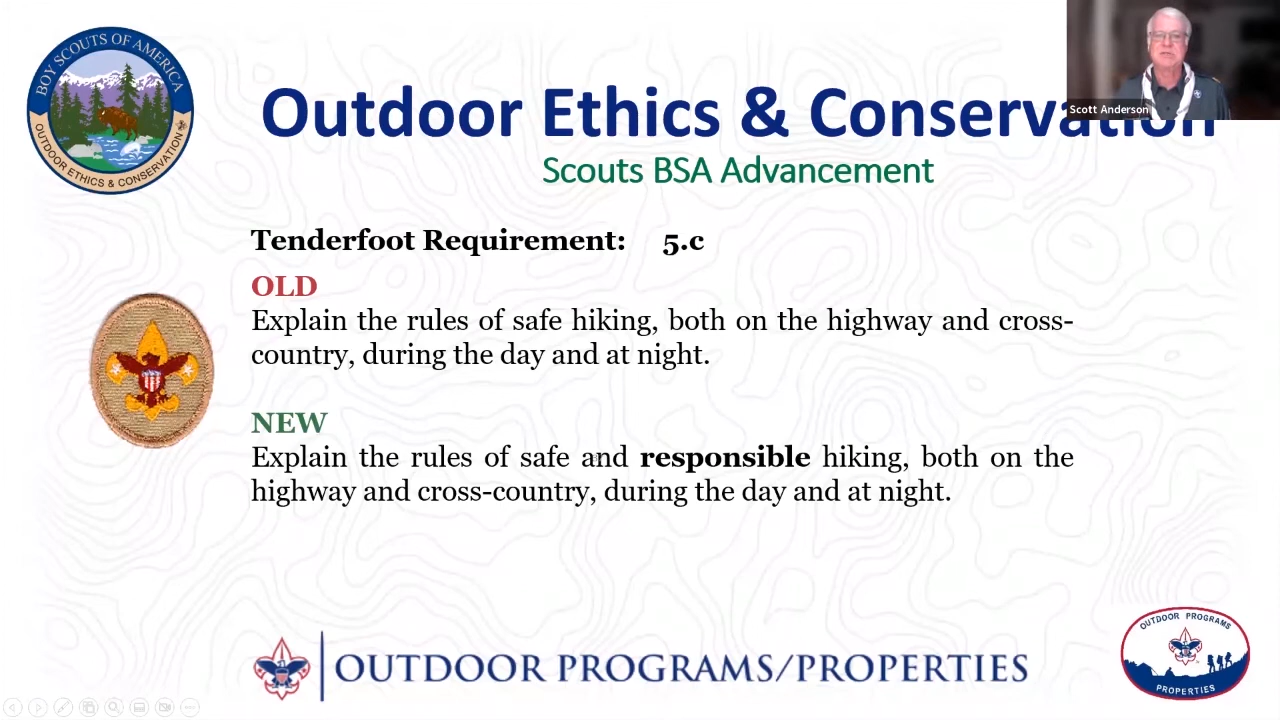 BOY SCOUTS OF AMERICA
OUTDOOR ETHICS & CONSERVATION
Outdoor Ethics & Conservation
Scott Anderson
Scouts BSA Advancement
Tenderfoot Requirement: 5.c
OLD
Explain the rules of safe hiking, both on the highway and cross-
country, during the day and at night.
NEW
Explain the rules of safe and responsible hiking, both on the
highway and cross-country, during the day and at night.
OUTDOOR PROGRAMS/PROPERTIES
OUTDOOR PROGRAMS
PROPERTIES